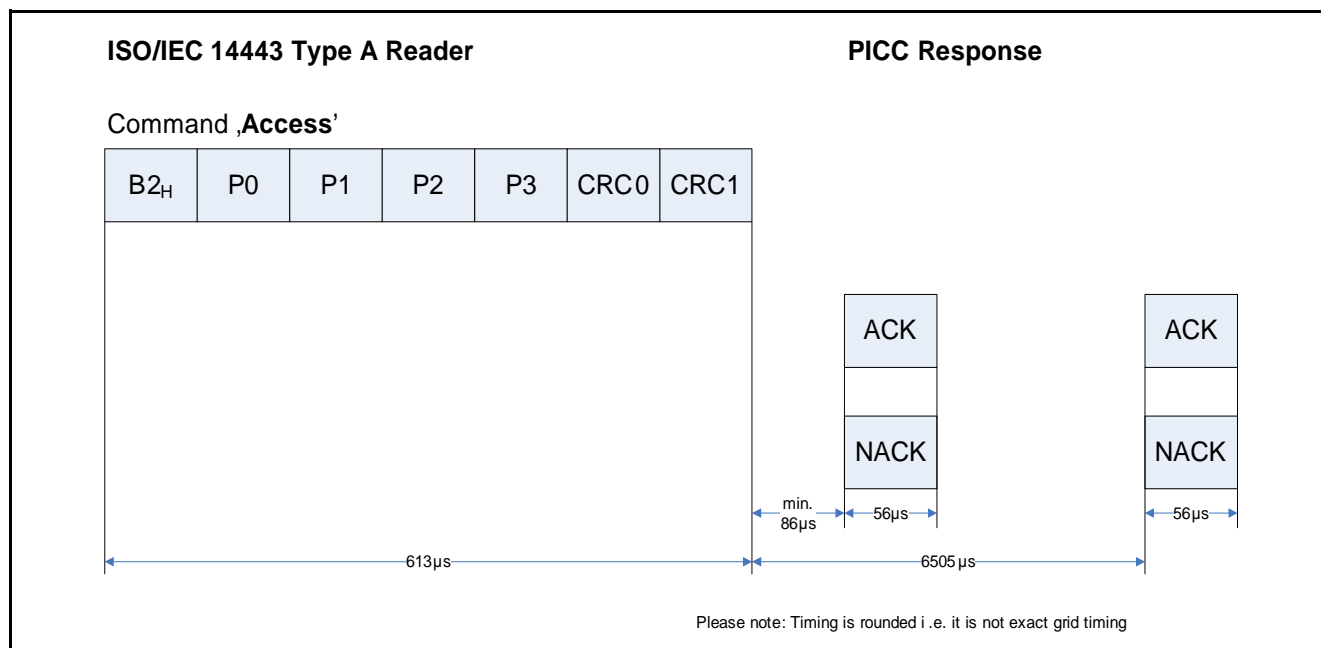 ISO/IEC 14443 Type A Reader PICC Response
Command ‚Access’
B2H P0 P1 P2 P3 CRC0 CRC1
ACK ACK
NACK NACK
min.
86µs 56µs 56µs
613µs 6505µs
Please note: Timing is rounded i .e. it is not exact grid timing